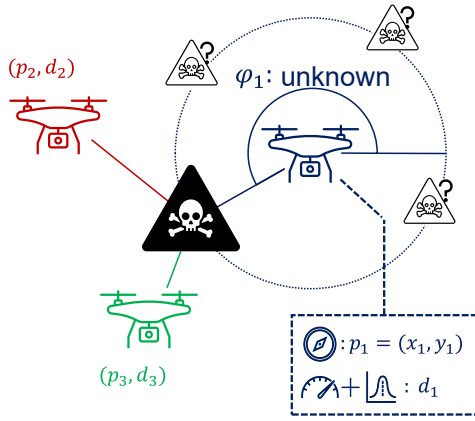 (p₂, d₂)
φ₁: unknown
?
?
?
(p₃, d₃)
: p₁ = (x₁, y₁)
+ : d₁